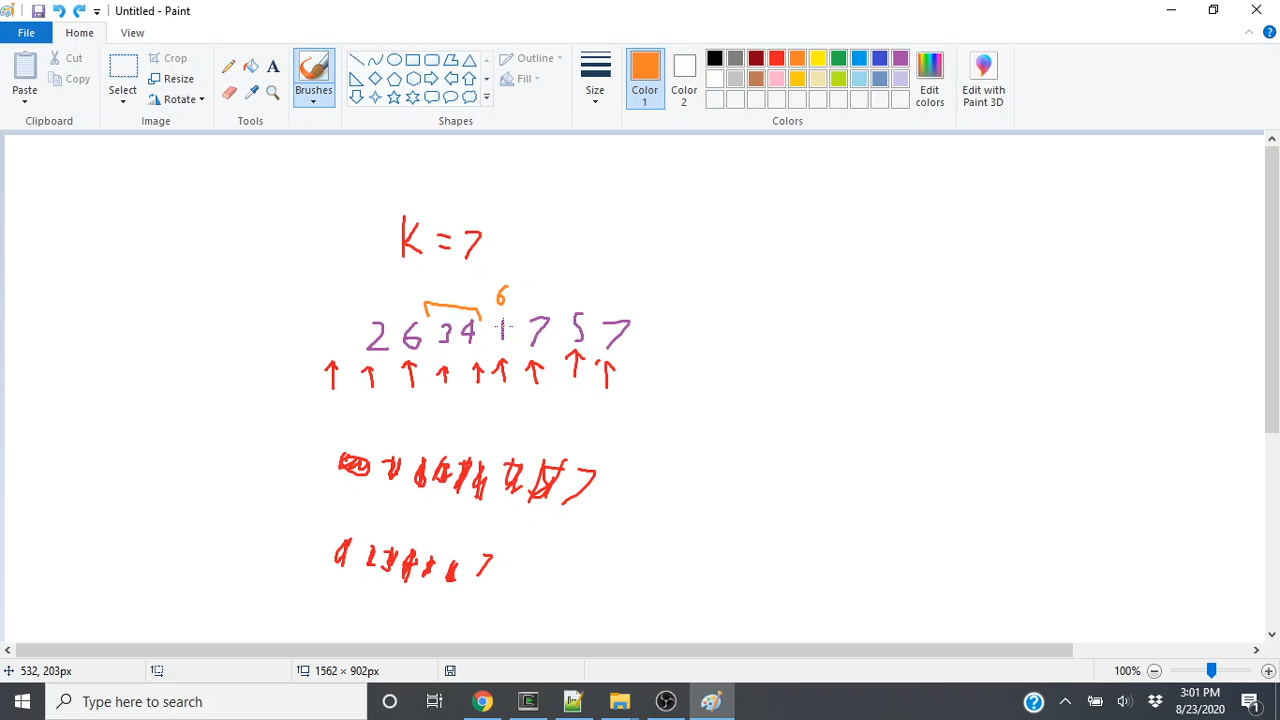 Untitled - Paint
File Home View
Cut
Copy
Paste
Clipboard
Select
Resize
Rotate
Image
Tools
Brushes
Outline
Fill
Shapes
Size
Color 1
Color 2
Edit colors
Edit with Paint 3D
Colors
K = 7
6
2 6 3 4 1 7 5 7
7
7
532, 203px
1562 × 902px
100%
Type here to search
3:01 PM
8/23/2020